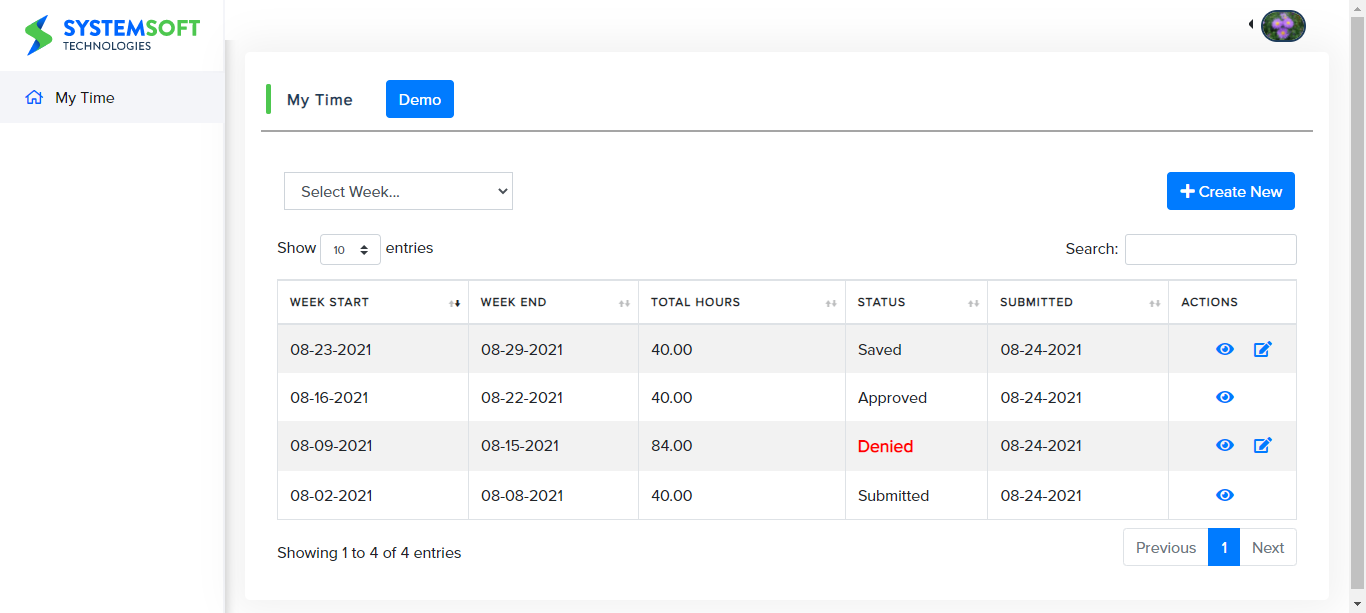 SYSTEMSOFT
TECHNOLOGIES
My Time
My Time Demo
Select Week... Create New
Show 10 entries Search:
WEEK START WEEK END TOTAL HOURS STATUS SUBMITTED ACTIONS
08-23-2021 08-29-2021 40.00 Saved 08-24-2021
08-16-2021 08-22-2021 40.00 Approved 08-24-2021
08-09-2021 08-15-2021 84.00 Denied 08-24-2021
08-02-2021 08-08-2021 40.00 Submitted 08-24-2021
Showing 1 to 4 of 4 entries Previous 1 Next